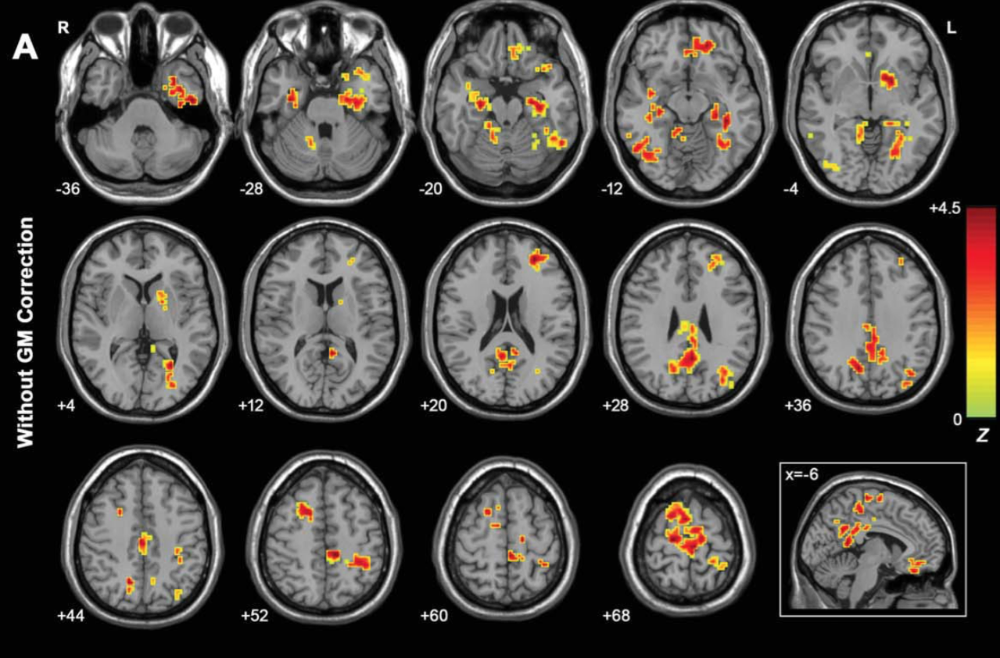 A
R
L
-36
-28
-20
-12
-4
+4.5
Without GM Correction
+4
+12
+20
+28
+36
0
Z
+44
+52
+60
+68
x=-6